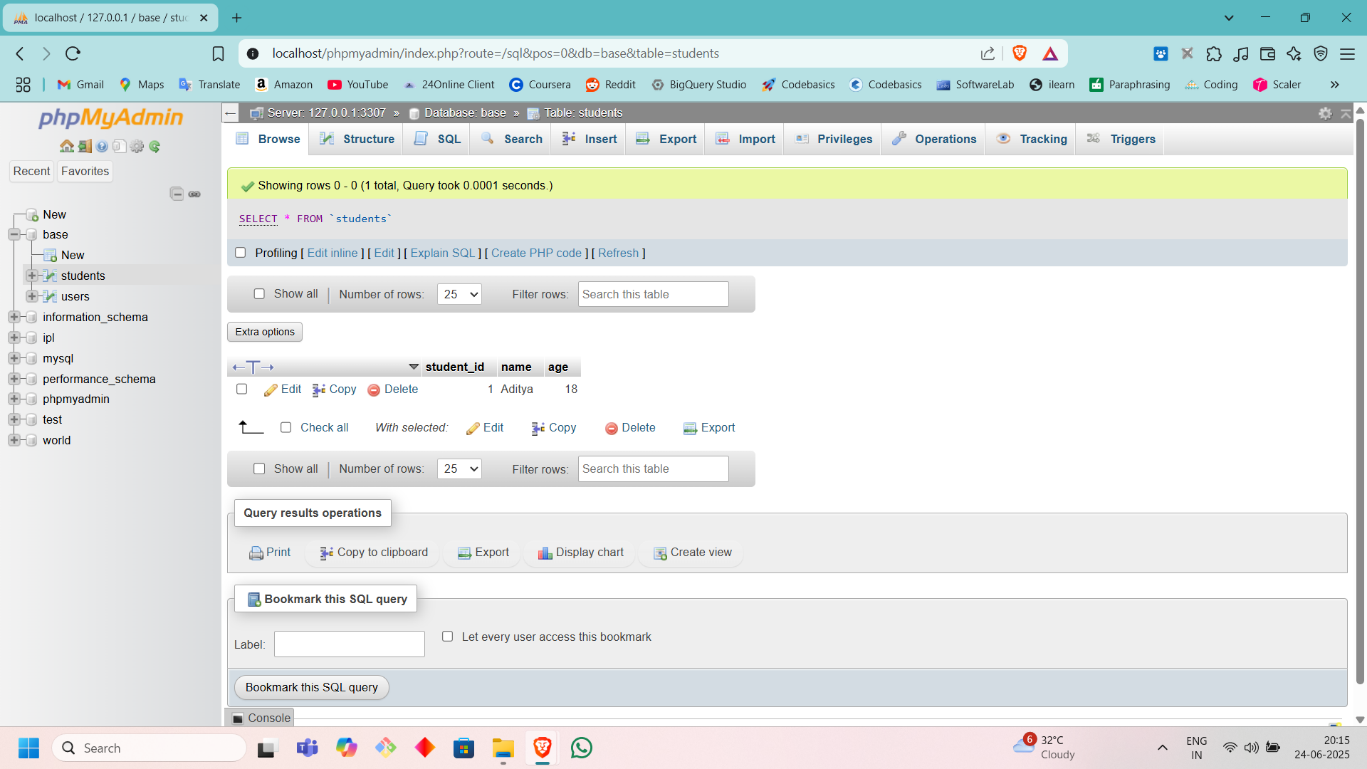 localhost / 127.0.0.1 / base / stu
localhost/phpmyadmin/index.php?route=/sql&pos=0&db=base&table=students
Gmail Maps Translate Amazon YouTube 24Online Client Coursera Reddit BigQuery Studio Codebasics Codebasics SoftwareLab ilearn Paraphrasing Coding Scaler »
phpMyAdmin
Recent Favorites
New
base
New
students
users
information_schema
ipl
mysql
performance_schema
phpmyadmin
test
world
Server: 127.0.0.1:3307 » Database: base » Table: students
Browse Structure SQL Search Insert Export Import Privileges Operations Tracking Triggers
Showing rows 0 - 0 (1 total, Query took 0.0001 seconds.)
SELECT * FROM `students`
Profiling [ Edit inline ] [ Edit ] [ Explain SQL ] [ Create PHP code ] [ Refresh ]
Show all Number of rows: 25 Filter rows: Search this table
Extra options
←T→ student_id name age
Edit Copy Delete 1 Aditya 18
Check all With selected: Edit Copy Delete Export
Show all Number of rows: 25 Filter rows: Search this table
Query results operations
Print Copy to clipboard Export Display chart Create view
Bookmark this SQL query
Label: Let every user access this bookmark
Bookmark this SQL query
Console
Search
6 32°C
Cloudy
ENG
IN
20:15
24-06-2025